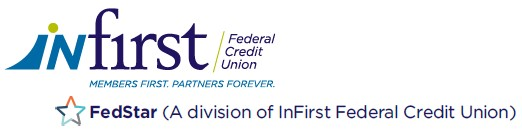 INfirst
Federal
Credit
Union
MEMBERS FIRST. PARTNERS FOREVER.
FedStar (A division of InFirst Federal Credit Union)